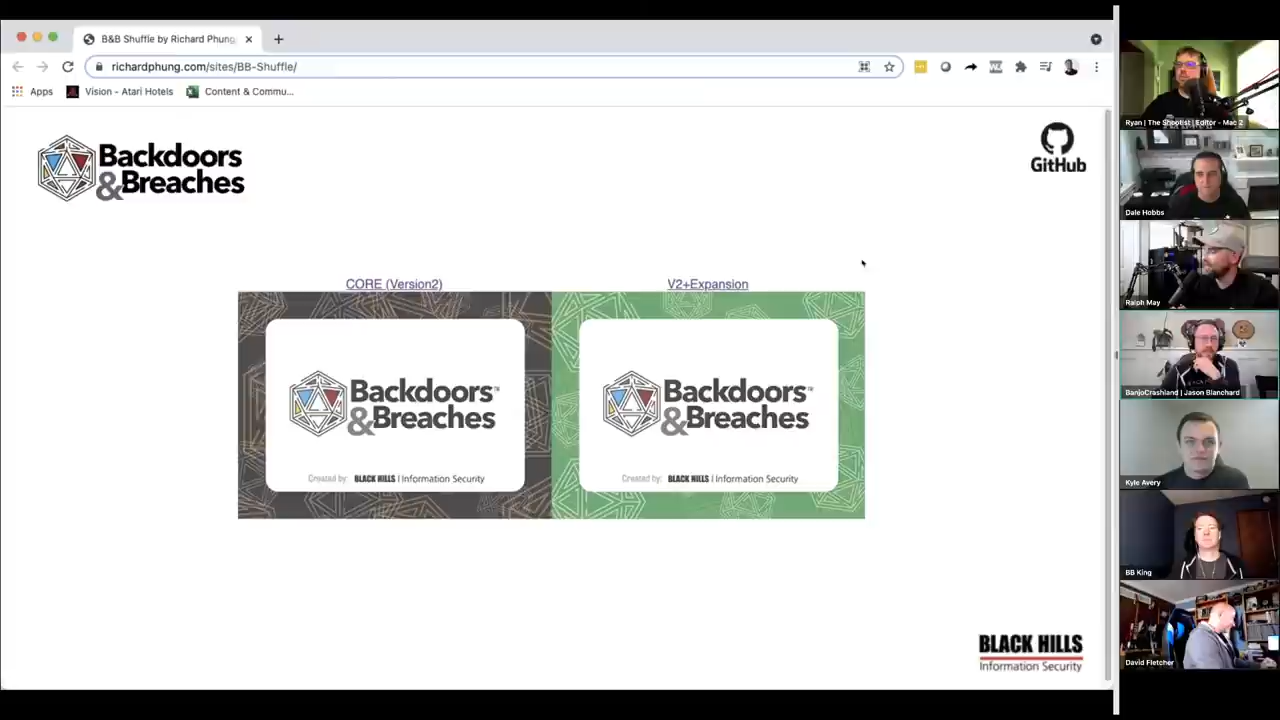 B&B Shuffle by Richard Phung
richardphung.com/sites/BB-Shuffle/
Apps
Vision - Atari Hotels
Content & Commu...
Backdoors
&Breaches
GitHub
CORE (Version2)
V2+Expansion
Backdoors™
&Breaches
Created by: BLACK HILLS | Information Security
Backdoors™
&Breaches
Created by: BLACK HILLS | Information Security
BLACK HILLS
Information Security
Ryan | The Shootist | Editor - Mac 2
Dale Hobbs
Ralph May
BanjoCrashland | Jason Blanchard
Kyle Avery
BB King
David Fletcher